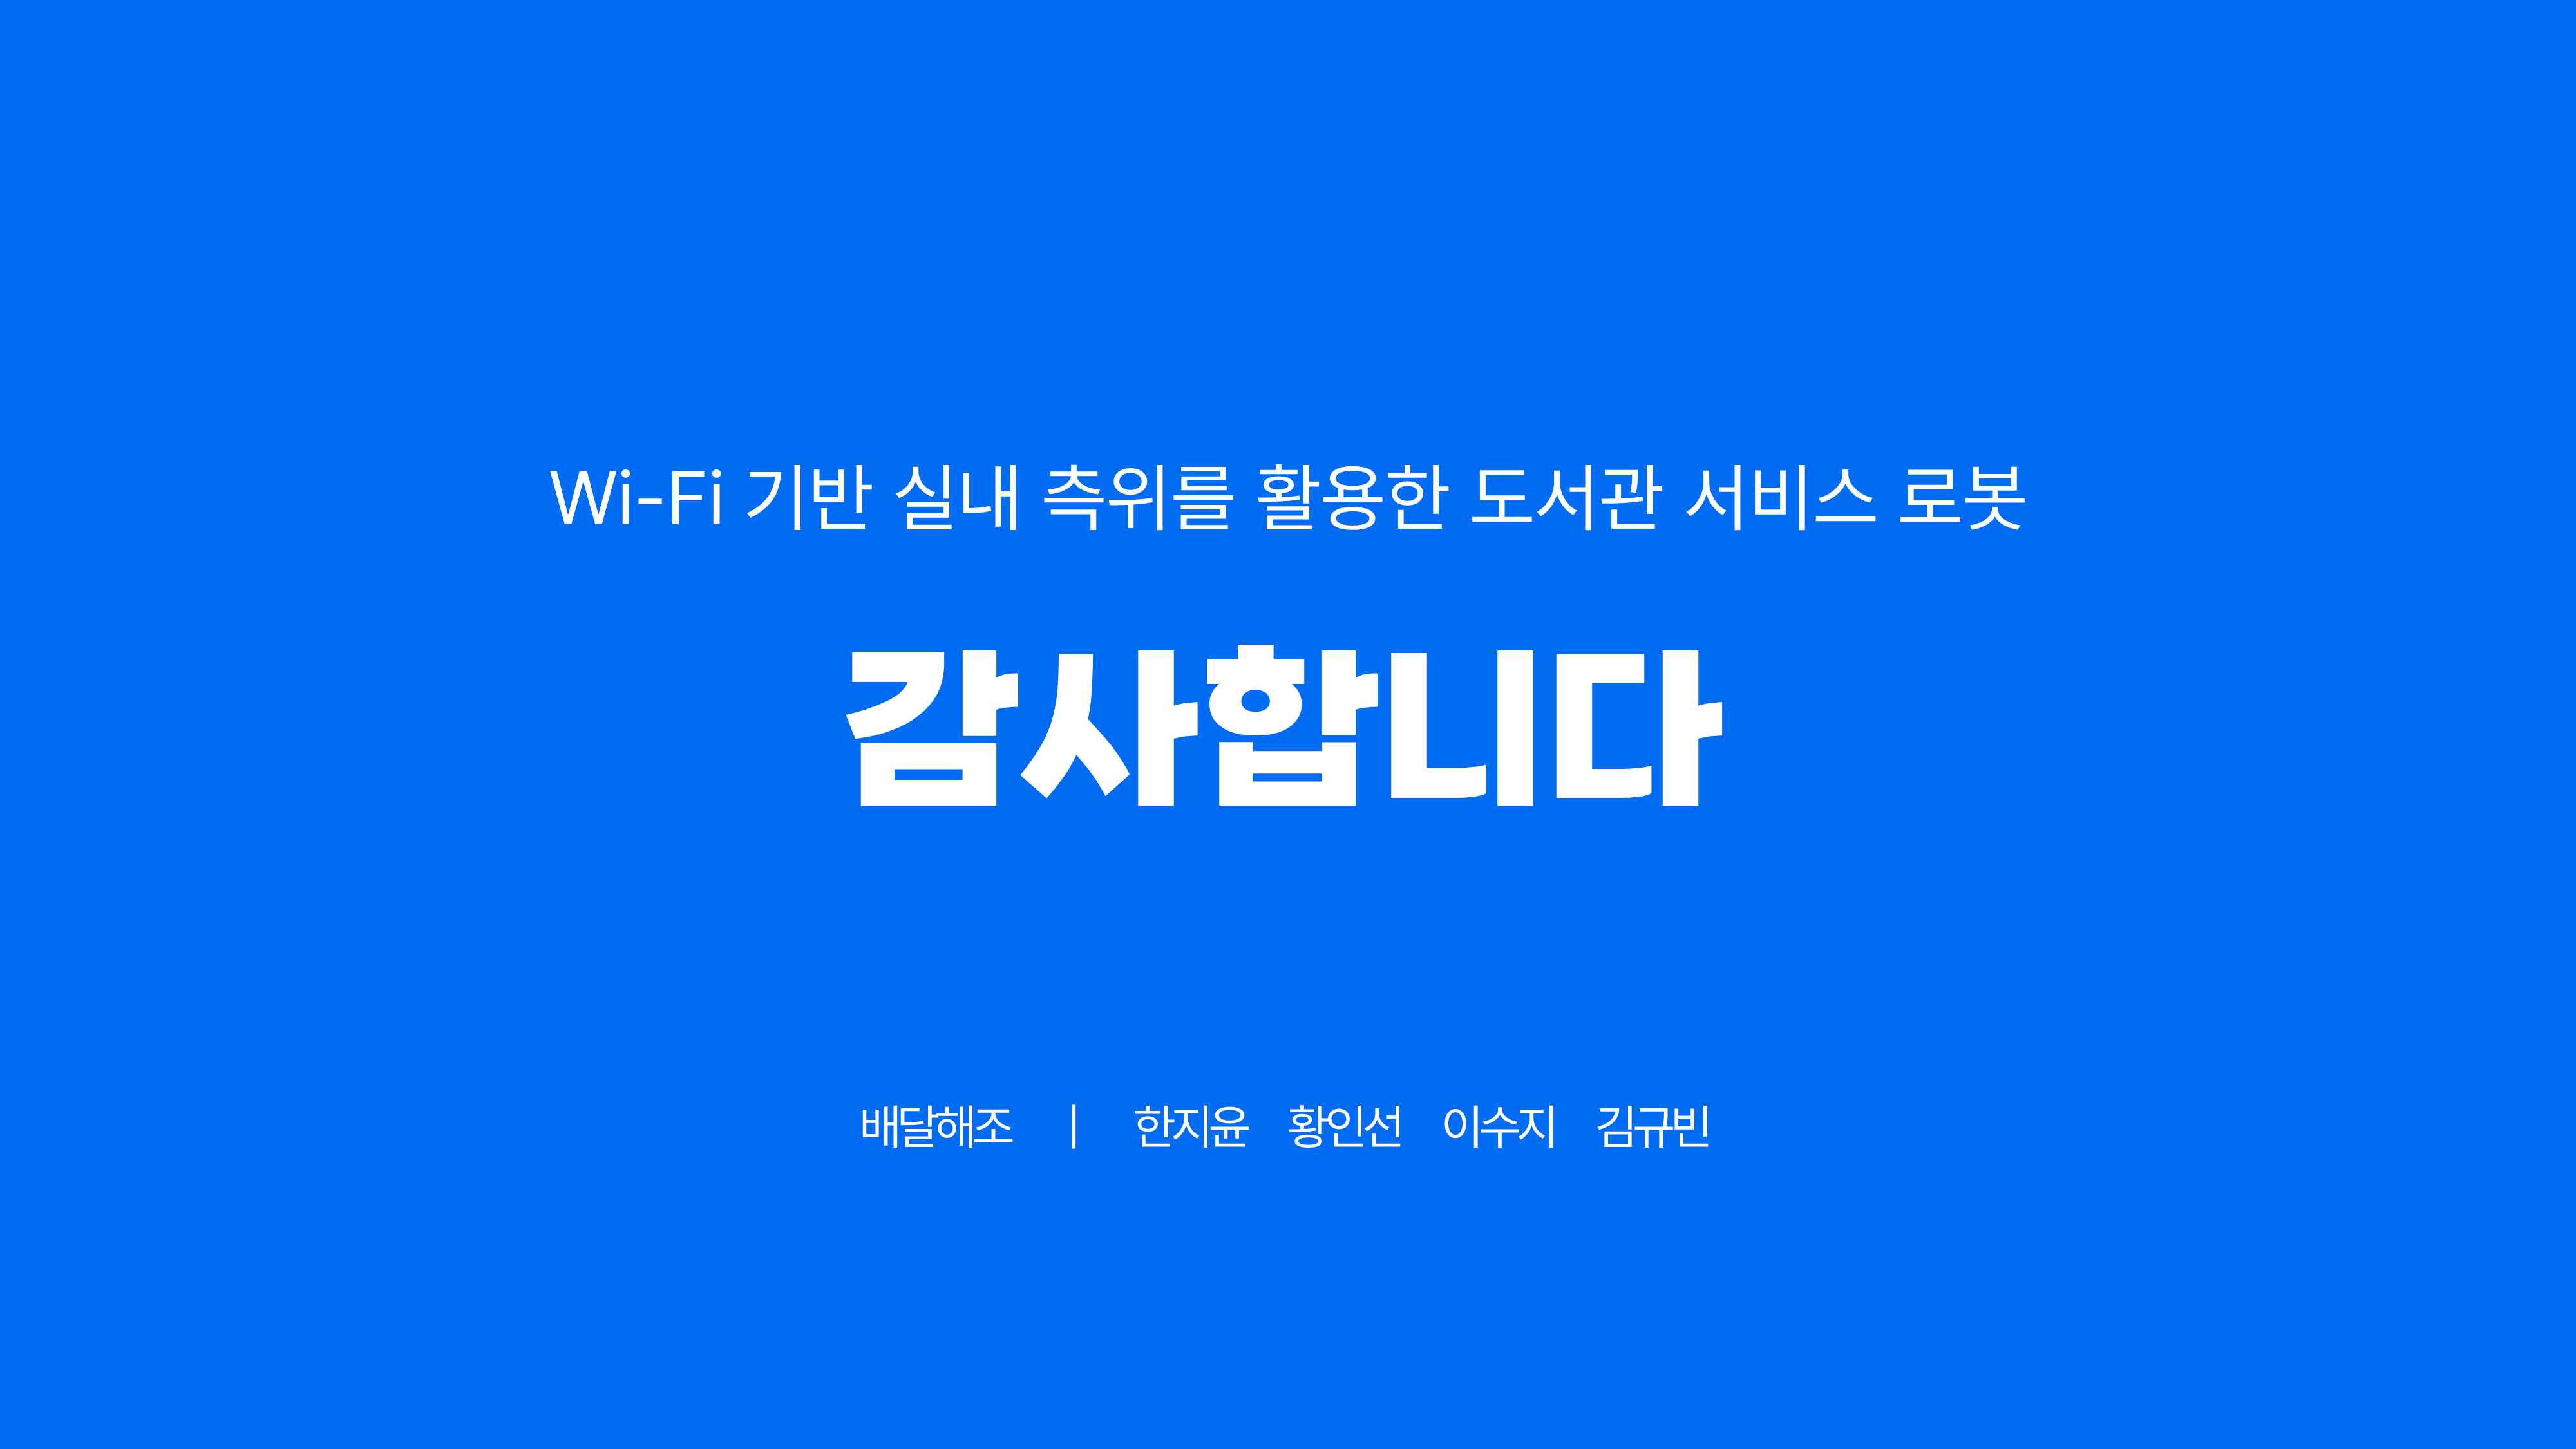 Wi-Fi 기반 실내 측위를 활용한 도서관 서비스 로봇
감사합니다
배달해조 | 한지윤 황인선 이수지 김규빈